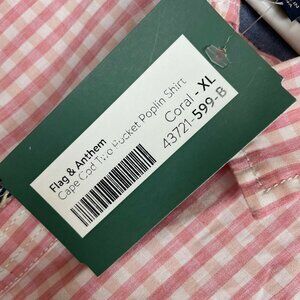 Flag & Anthem
Cape Cod Two Pocket Poplin Shirt
Coral - XL
43721-599-B